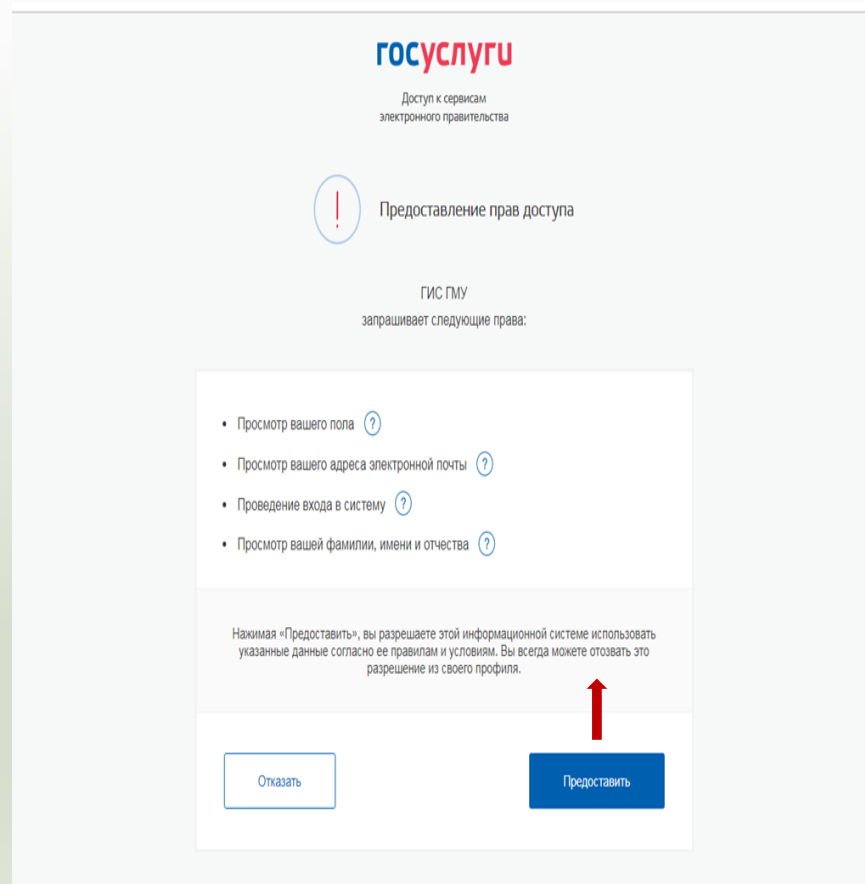 госуслуги
Доступ к сервисам
электронного правительства
!
Предоставление прав доступа
ГИС ГМУ
запрашивает следующие права:
• Просмотр вашего пола ?
• Просмотр вашего адреса электронной почты ?
• Проведение входа в систему ?
• Просмотр вашей фамилии, имени и отчества ?
Нажимая «Предоставить», вы разрешаете этой информационной системе использовать
указанные данные согласно ее правилам и условиям. Вы всегда можете отозвать это
разрешение из своего профиля.
Отказать
Предоставить